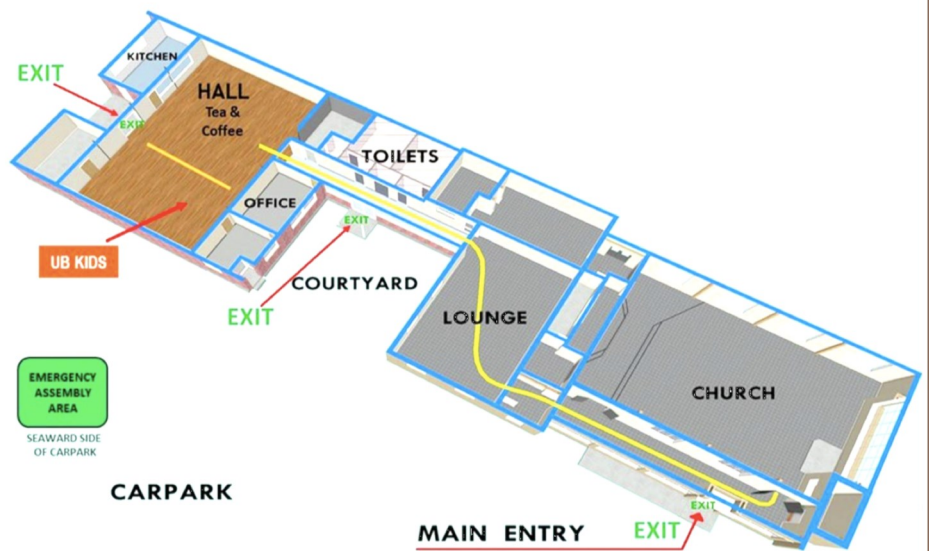 KITCHEN
EXIT
HALL
Tea &
Coffee
EXIT
TOILETS
OFFICE
EXIT
UB KIDS
COURTYARD
EXIT
LOUNGE
EMERGENCY
ASSEMBLY
AREA
SEAWARD SIDE
OF CARPARK
CHURCH
CARPARK
EXIT
MAIN ENTRY
EXIT